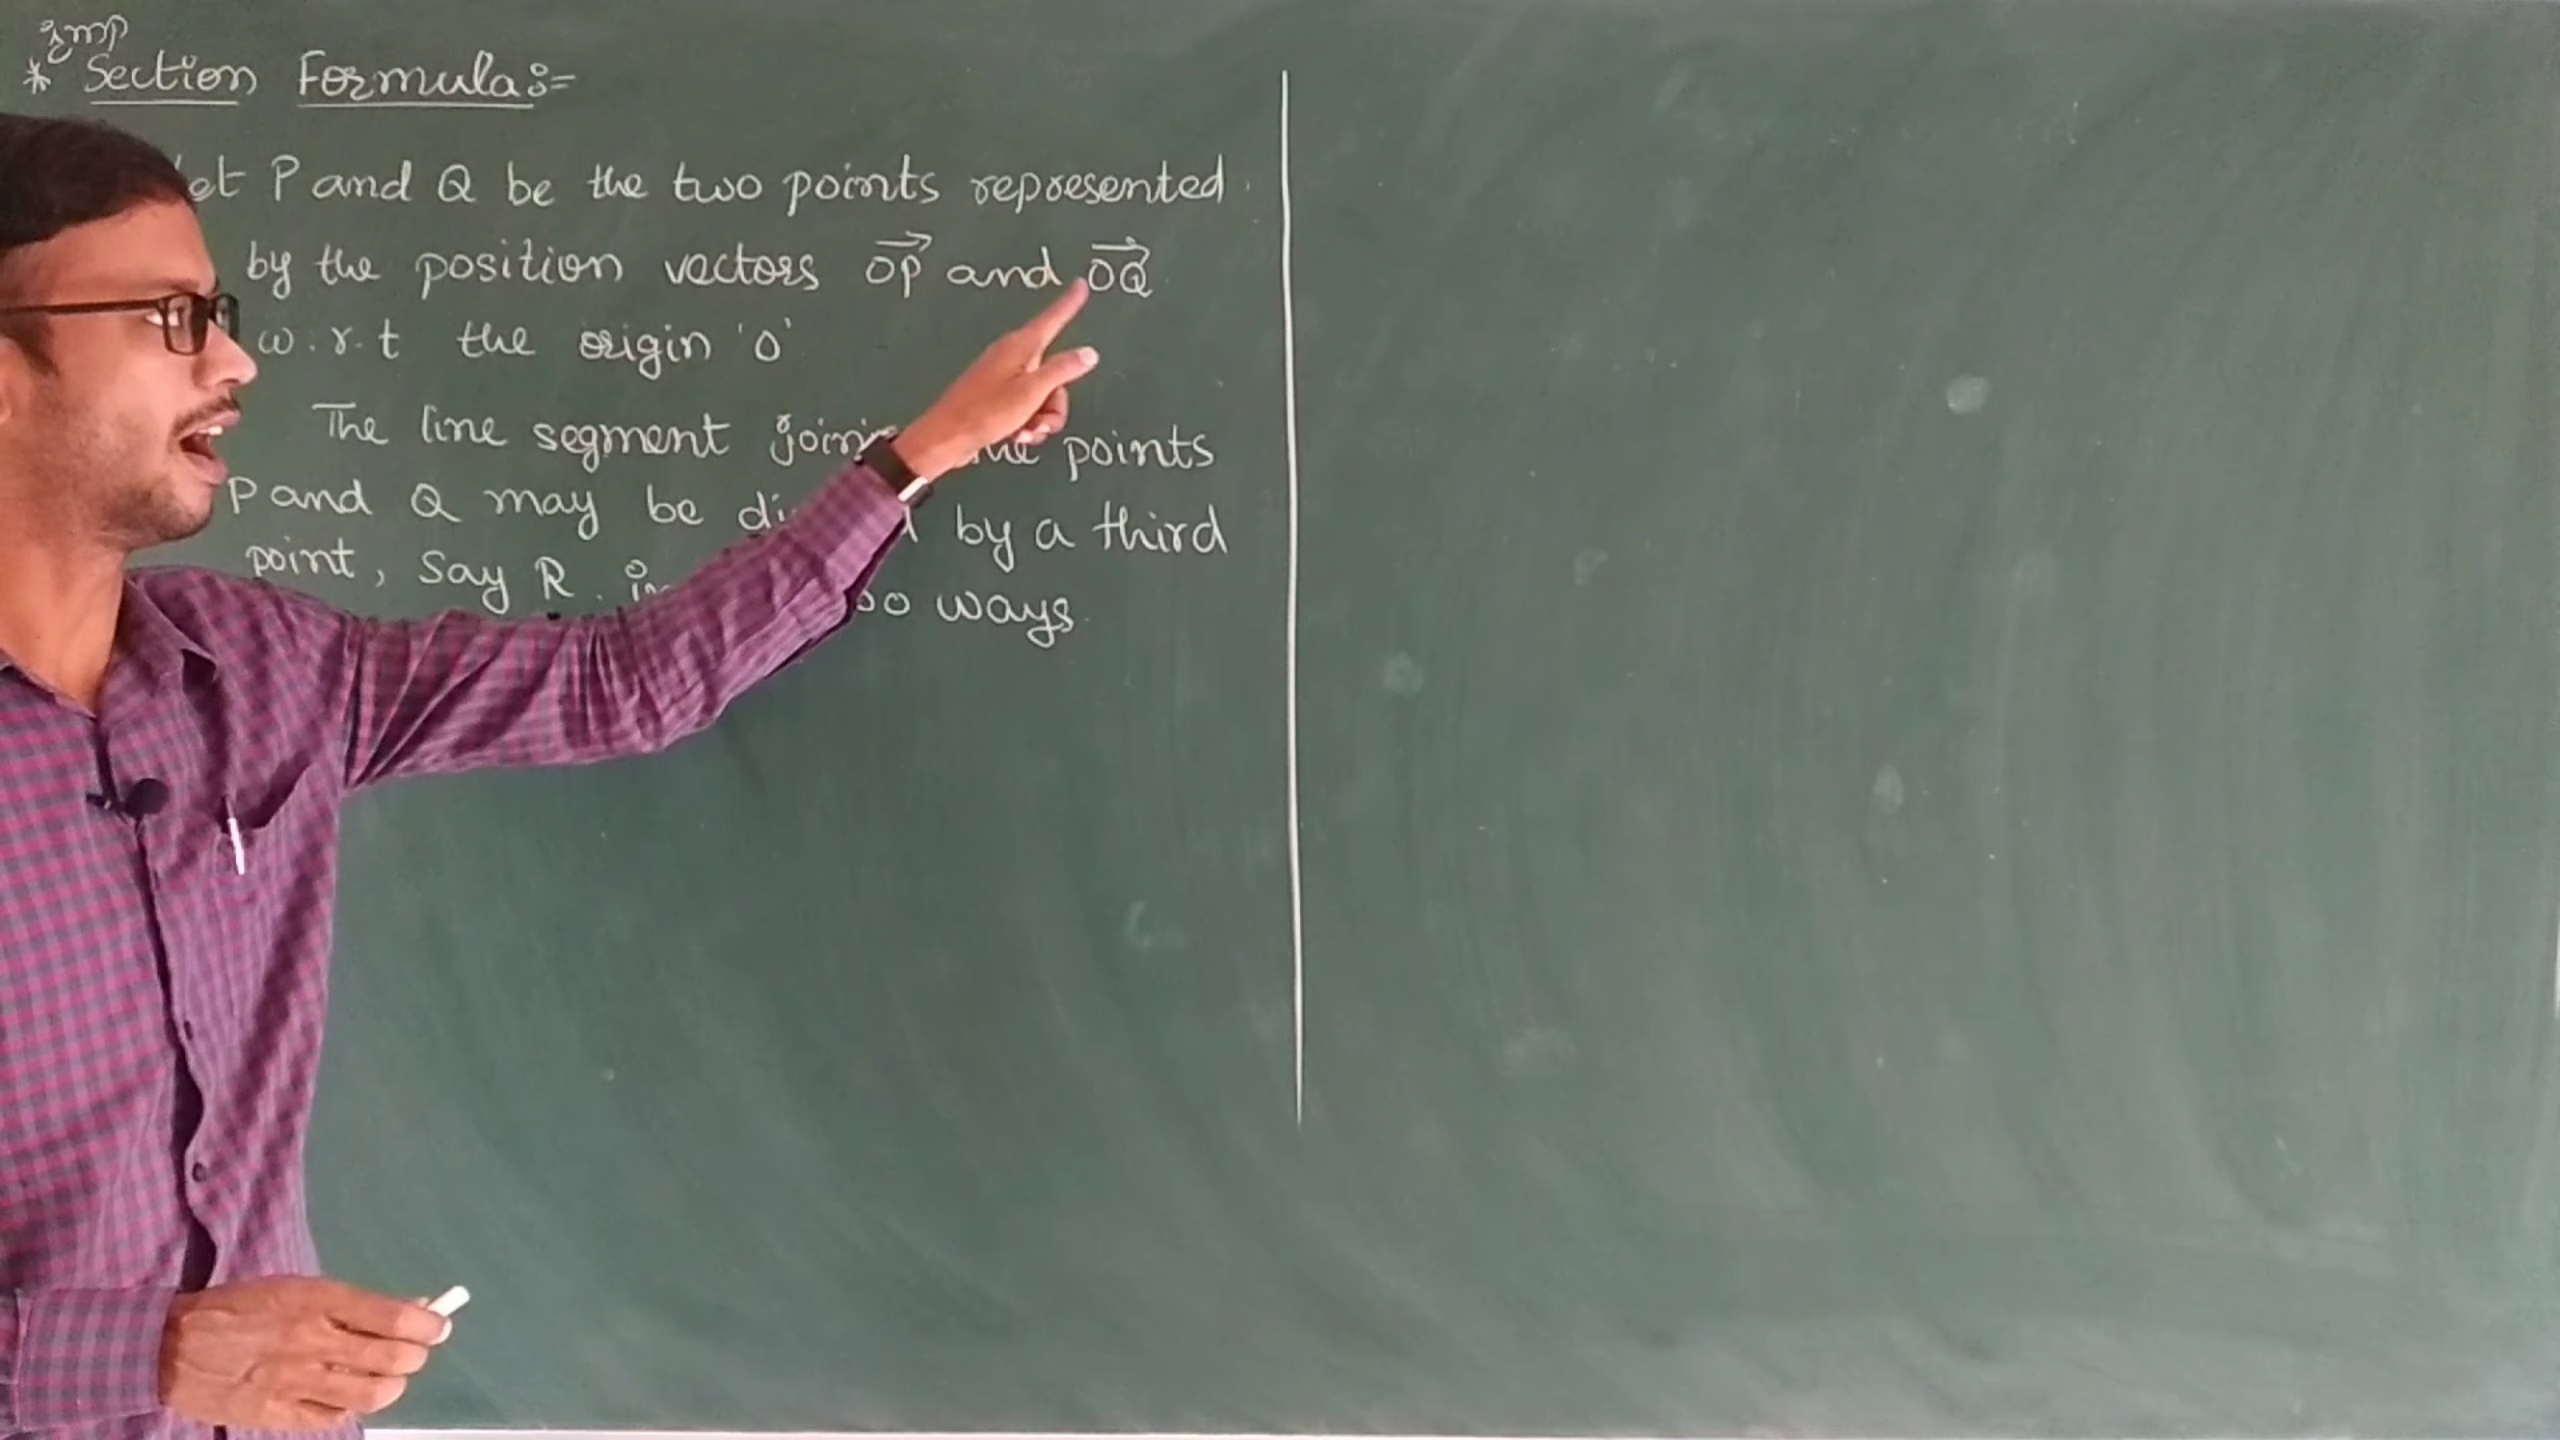 Imp
* Section Formula:=
et P and Q be the two points represented
by the position vectors OP and OQ
w.r.t the origin 'O'
The line segment points
P and Q may be by a third
point, Say R. ways